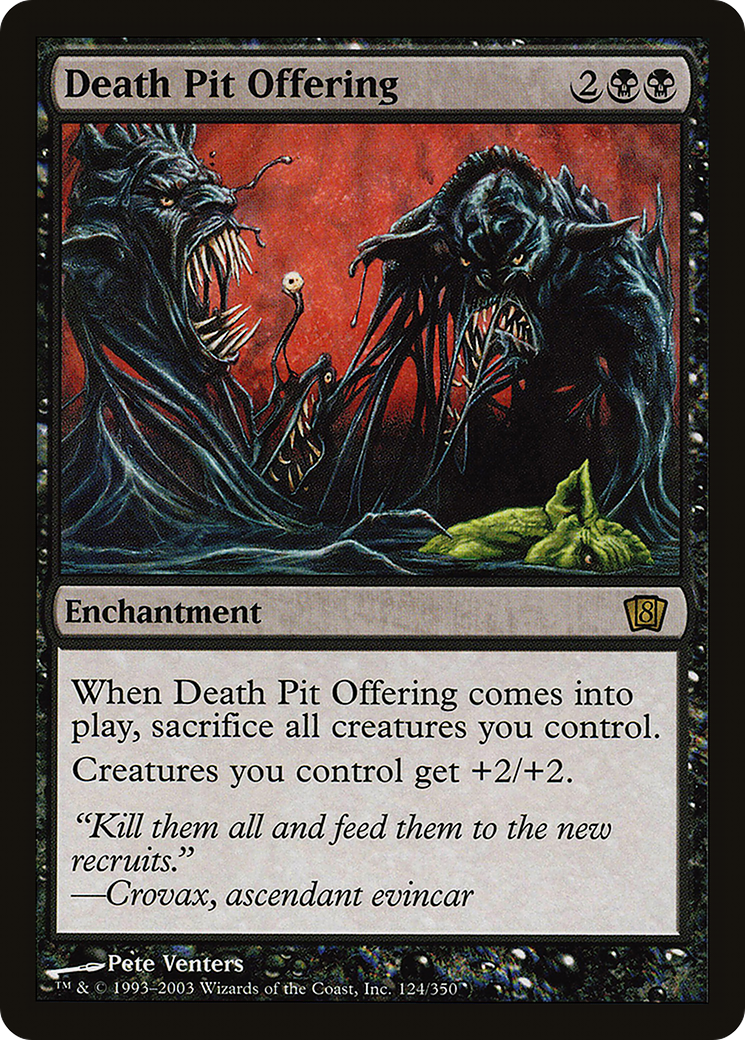 Death Pit Offering 2
Enchantment 8
When Death Pit Offering comes into
play, sacrifice all creatures you control.
Creatures you control get +2/+2.
“Kill them all and feed them to the new
recruits.”
—Crovax, ascendant evincar
Pete Venters
™ & © 1993–2003 Wizards of the Coast, Inc. 124/350